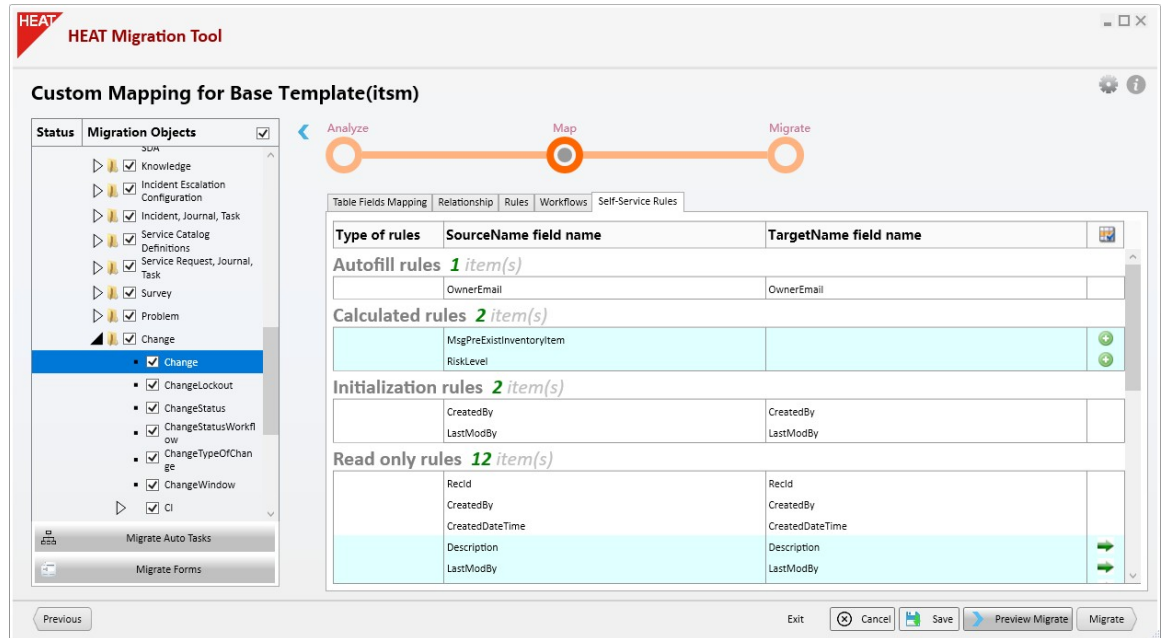 HEAT
HEAT Migration Tool
Custom Mapping for Base Template(itsm)
Status Migration Objects
SDA
Knowledge
Incident Escalation
Configuration
Incident, Journal, Task
Service Catalog
Definitions
Service Request, Journal,
Task
Survey
Problem
Change
Change
ChangeLockout
ChangeStatus
ChangeStatusWorkfl
ow
ChangeTypeOfChan
ge
ChangeWindow
CI
Migrate Auto Tasks
Migrate Forms
Analyze Map Migrate
Table Fields Mapping Relationship Rules Workflows Self-Service Rules
Type of rules SourceName field name TargetName field name
Autofill rules 1 item(s)
OwnerEmail OwnerEmail
Calculated rules 2 item(s)
MsgPreExistInventoryItem
RiskLevel
Initialization rules 2 item(s)
CreatedBy CreatedBy
LastModBy LastModBy
Read only rules 12 item(s)
RecId RecId
CreatedBy CreatedBy
CreatedDateTime CreatedDateTime
Description Description
LastModBy LastModBy
Previous Exit Cancel Save Preview Migrate Migrate